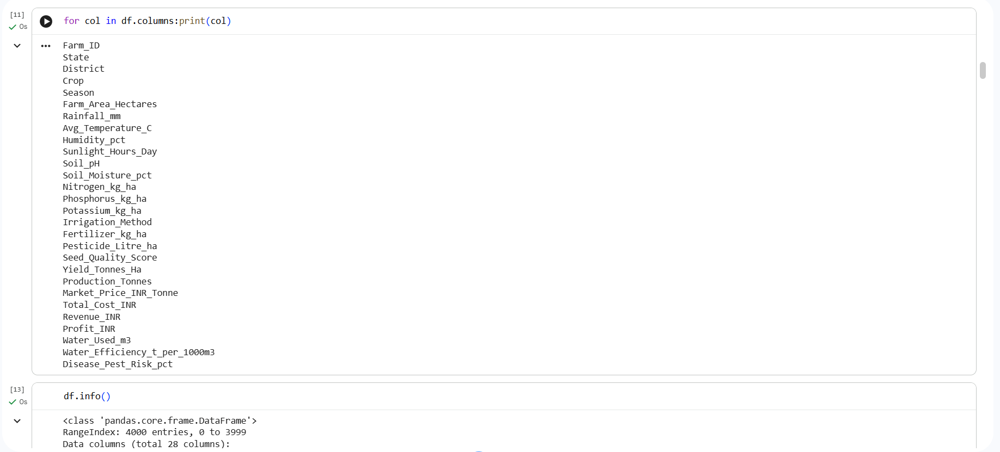 [11]
0s
for col in df.columns:print(col)
Farm_ID
State
District
Crop
Season
Farm_Area_Hectares
Rainfall_mm
Avg_Temperature_C
Humidity_pct
Sunlight_Hours_Day
Soil_pH
Soil_Moisture_pct
Nitrogen_kg_ha
Phosphorus_kg_ha
Potassium_kg_ha
Irrigation_Method
Fertilizer_kg_ha
Pesticide_Litre_ha
Seed_Quality_Score
Yield_Tonnes_Ha
Production_Tonnes
Market_Price_INR_Tonne
Total_Cost_INR
Revenue_INR
Profit_INR
Water_Used_m3
Water_Efficiency_t_per_1000m3
Disease_Pest_Risk_pct
[13]
0s
df.info()
<class 'pandas.core.frame.DataFrame'>
RangeIndex: 4000 entries, 0 to 3999
Data columns (total 28 columns):